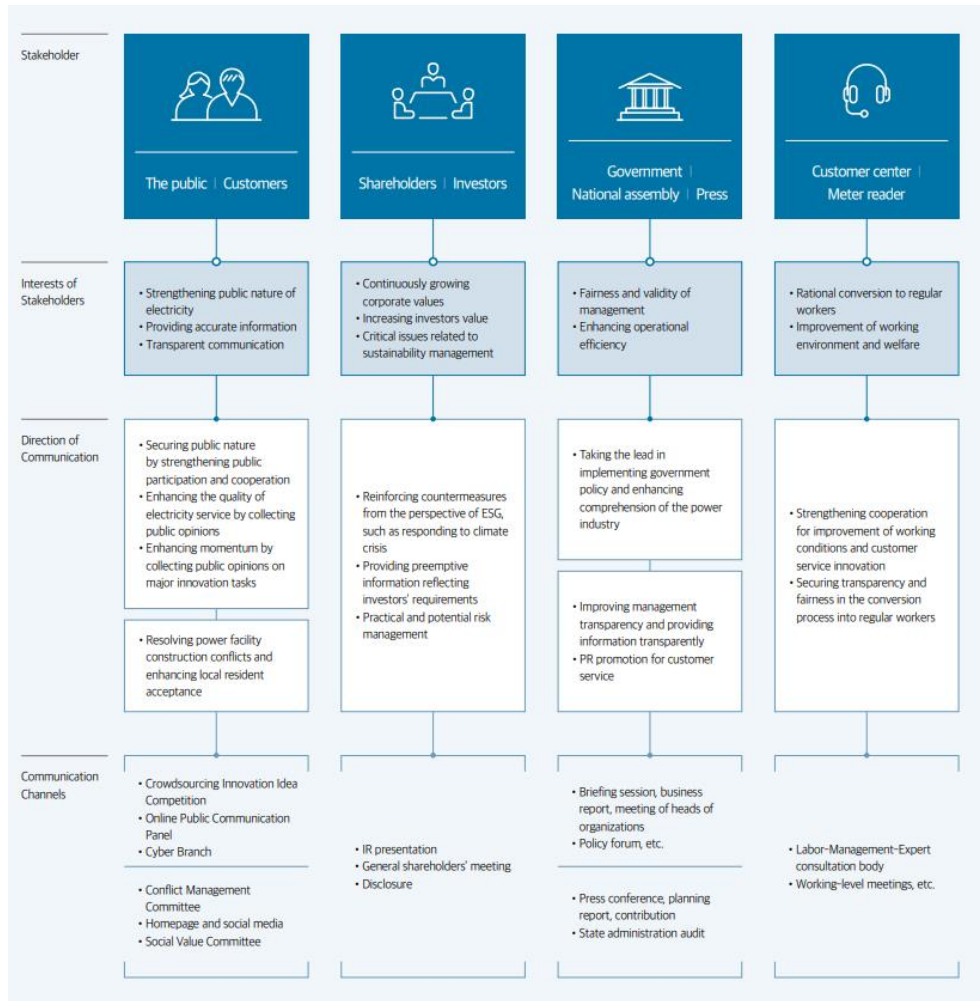 Stakeholder
The public | Customers
Shareholders | Investors
Government |
National assembly | Press
Customer center |
Meter reader
Interests of
Stakeholders
• Strengthening public nature of
electricity
• Providing accurate information
• Transparent communication
• Continuously growing
corporate values
• Increasing investors value
• Critical issues related to
sustainability management
• Fairness and validity of
management
• Enhancing operational
efficiency
• Rational conversion to regular
workers
• Improvement of working
environment and welfare
Direction of
Communication
• Securing public nature
by strengthening public
participation and cooperation
• Enhancing the quality of
electricity service by collecting
public opinions
• Enhancing momentum by
collecting public opinions on
major innovation tasks
• Resolving power facility
construction conflicts and
enhancing local resident
acceptance
• Reinforcing countermeasures
from the perspective of ESG,
such as responding to climate
crisis
• Providing preemptive
information reflecting
investors' requirements
• Practical and potential risk
management
• Taking the lead in
implementing government
policy and enhancing
comprehension of the power
industry
• Improving management
transparency and providing
information transparently
• PR promotion for customer
service
• Strengthening cooperation
for improvement of working
conditions and customer
service innovation
• Securing transparency and
fairness in the conversion
process into regular workers
Communication
Channels
• Crowdsourcing Innovation Idea
Competition
• Online Public Communication
Panel
• Cyber Branch
• Conflict Management
Committee
• Homepage and social media
• Social Value Committee
• IR presentation
• General shareholders' meeting
• Disclosure
• Briefing session, business
report, meeting of heads of
organizations
• Policy forum, etc.
• Press conference, planning
report, contribution
• State administration audit
• Labor-Management-Expert
consultation body
• Working-level meetings, etc.